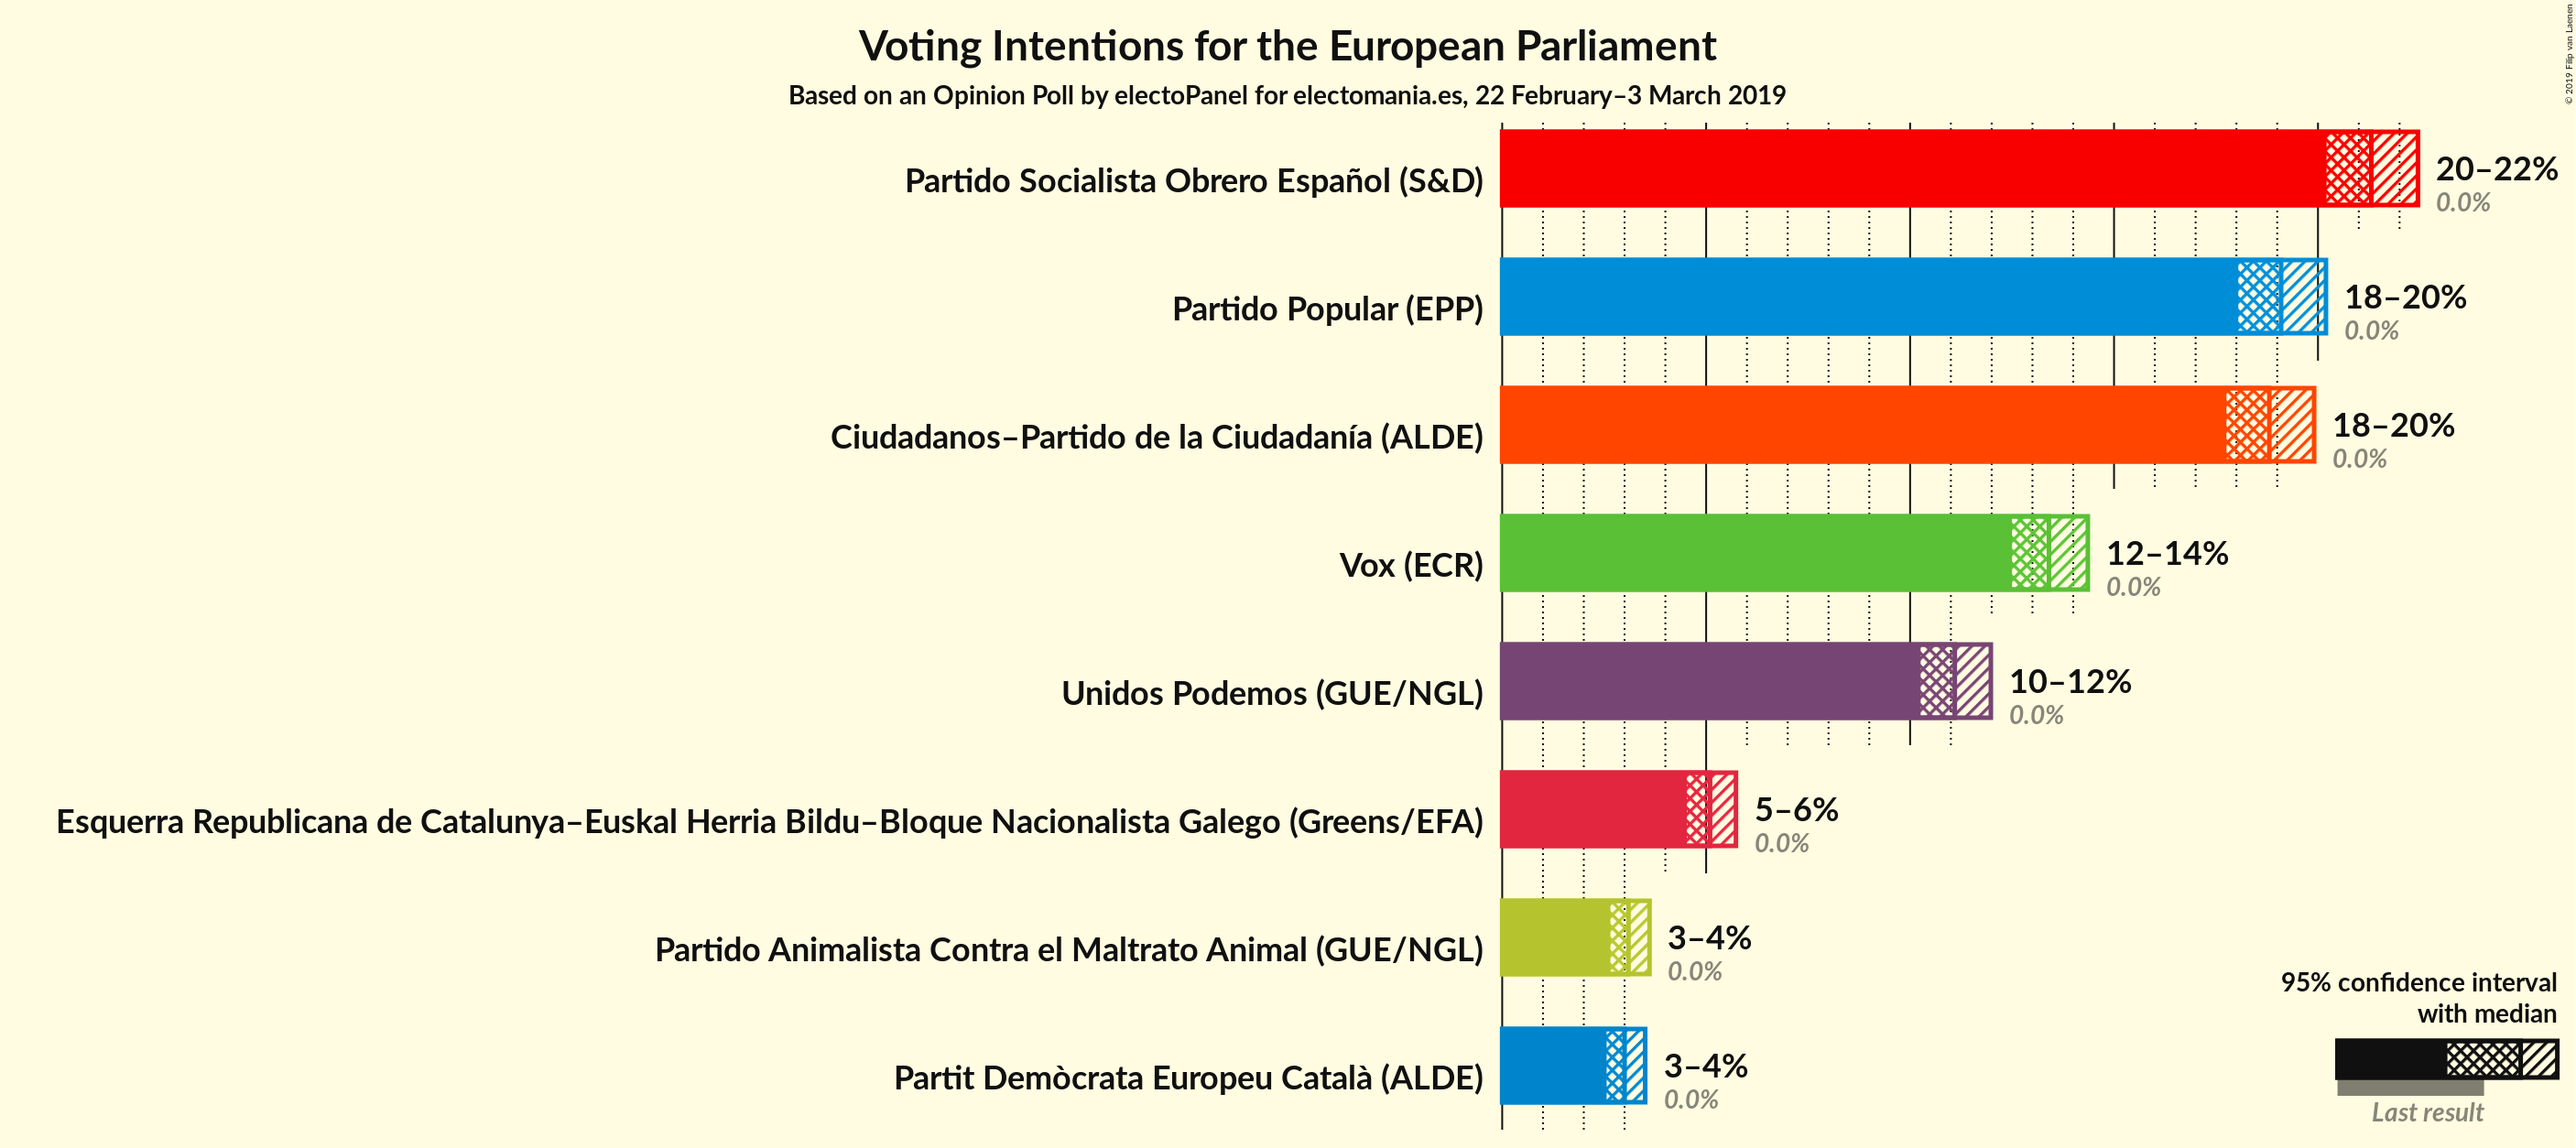 Voting Intentions for the European Parliament
Based on an Opinion Poll by electoPanel for electomania.es, 22 February–3 March 2019
© 2019 Filip van Laenen
Partido Socialista Obrero Español (S&D)
20–22%
0.0%
Partido Popular (EPP)
18–20%
0.0%
Ciudadanos–Partido de la Ciudadanía (ALDE)
18–20%
0.0%
Vox (ECR)
12–14%
0.0%
Unidos Podemos (GUE/NGL)
10–12%
0.0%
Esquerra Republicana de Catalunya–Euskal Herria Bildu–Bloque Nacionalista Galego (Greens/EFA)
5–6%
0.0%
Partido Animalista Contra el Maltrato Animal (GUE/NGL)
3–4%
0.0%
Partit Demòcrata Europeu Català (ALDE)
3–4%
0.0%
95% confidence interval
with median
Last result